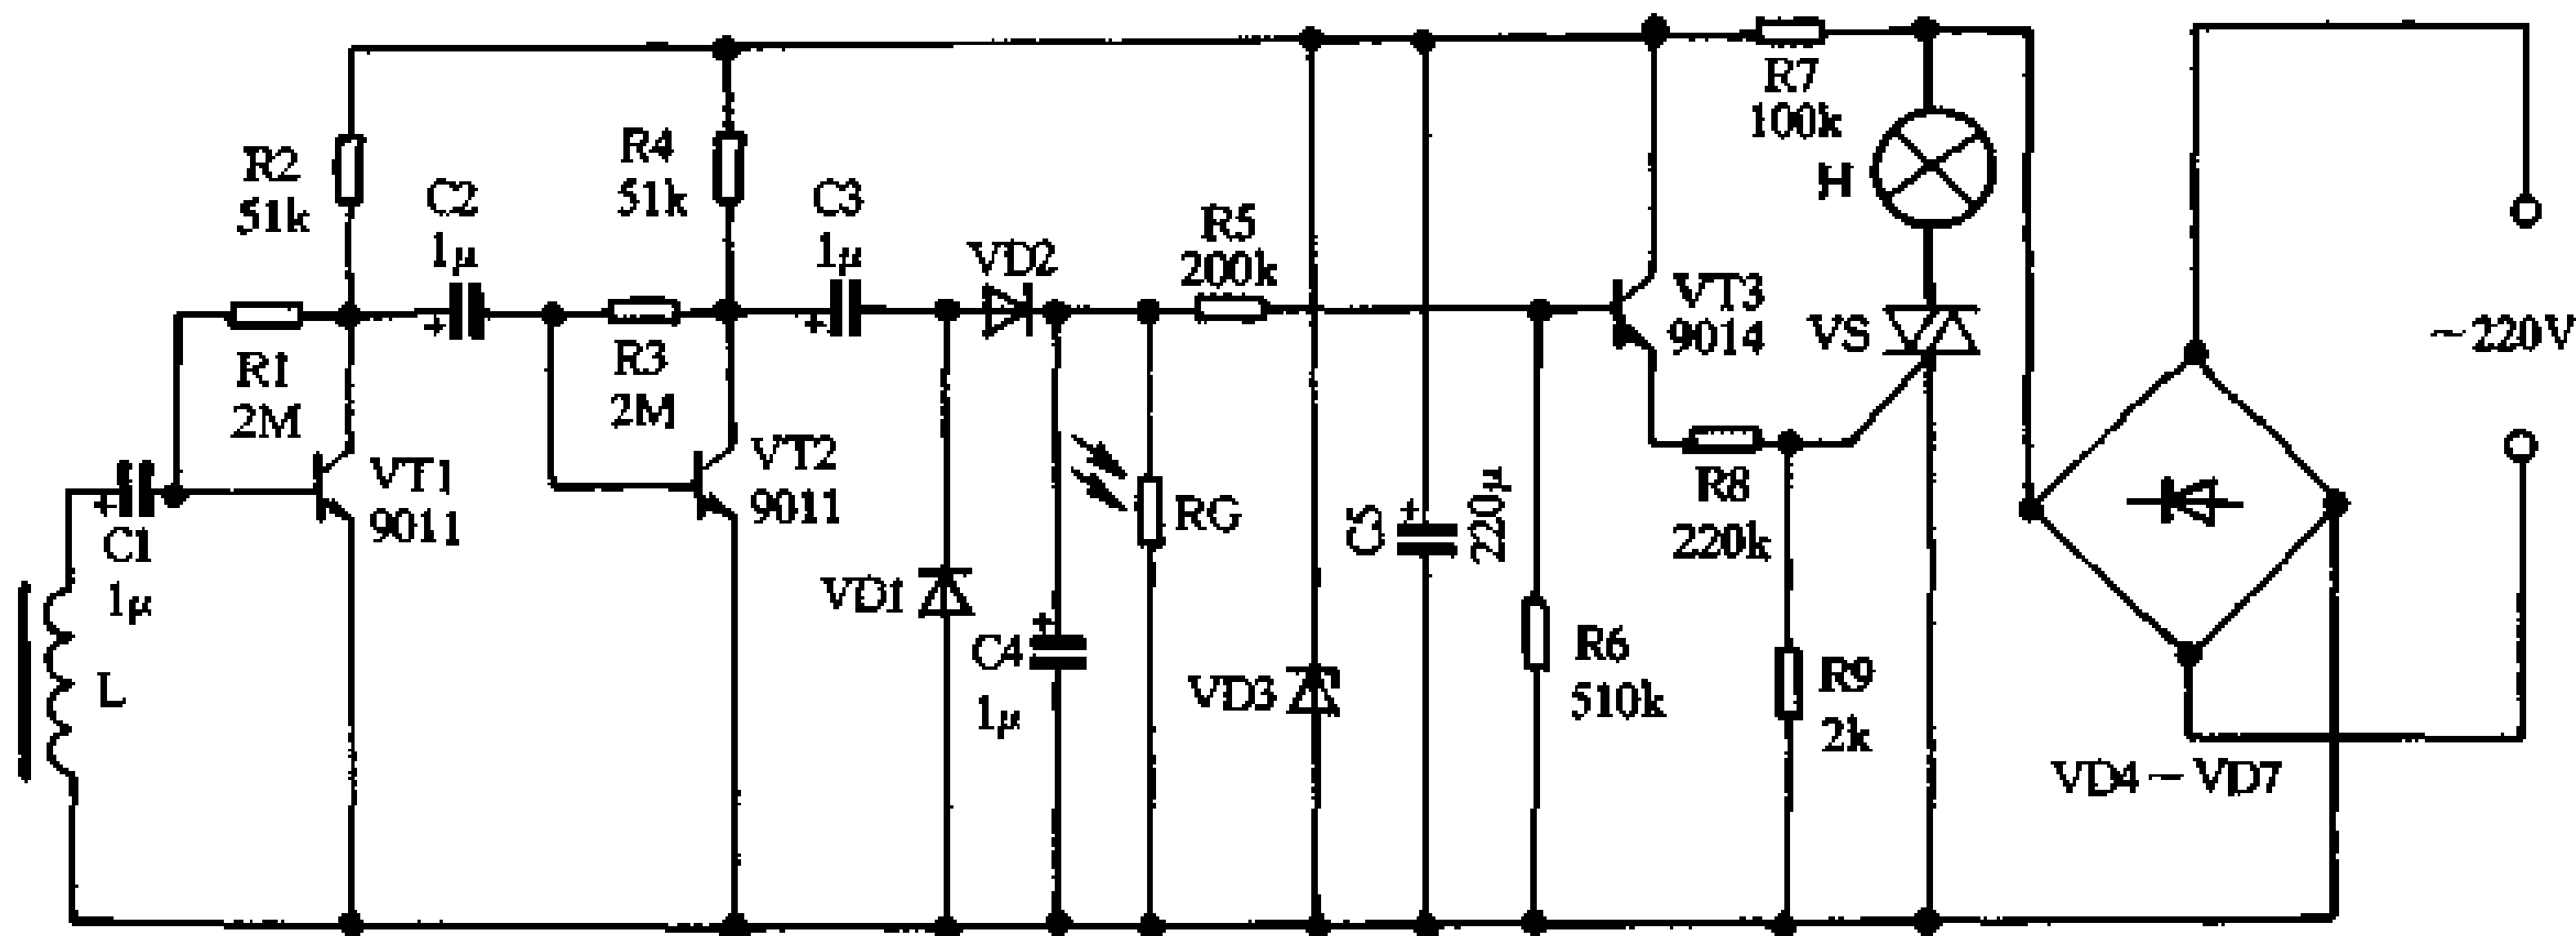 R2
51k
R4
51k
C2
1μ
C3
1μ
VD2
R5
200k
R7
100k
H
VT3
9014
VS
~220V
R1
2M
R3
2M
VT1
9011
VT2
9011
+
C1
1μ
+
+
L
VD1
+
C4
1μ
RG
VD3
+
C5
220μ
R6
510k
R8
220k
R9
2k
VD4~VD7